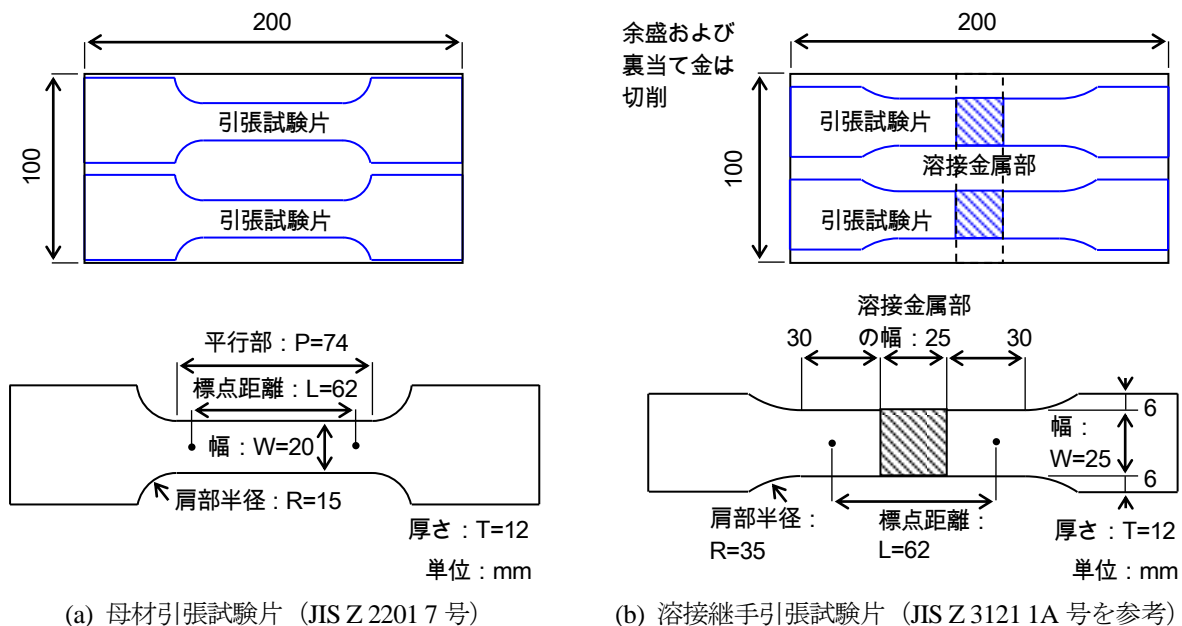 200
100
引張試験片
引張試験片
平行部：P=74
標点距離：L=62
幅：W=20
肩部半径：R=15
厚さ：T=12
単位：mm
(a) 母材引張試験片（JIS Z 2201 7 号）
余盛および
裏当て金は
切削
200
100
引張試験片
溶接金属部
引張試験片
溶接金属部
の幅：25
30
30
6
幅：
W=25
6
肩部半径：
R=35
標点距離：
L=62
厚さ：T=12
単位：mm
(b) 溶接継手引張試験片（JIS Z 3121 1A 号を参考）